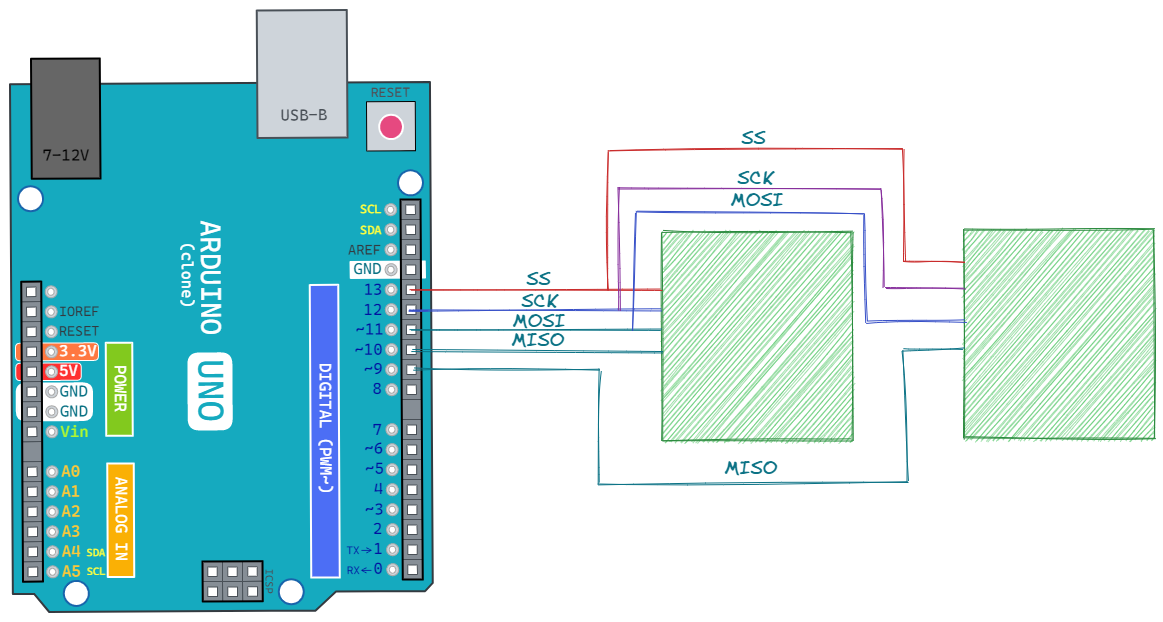 USB-B
RESET
7-12V
SCL
SDA
AREF
GND
13
12
~11
~10
~9
8
7
~6
~5
4
~3
2
TX→1
RX←0
DIGITAL (PWM~)
ARDUINO
(clone)
UNO
IOREF
RESET
3.3V
5V
GND
GND
Vin
POWER
A0
A1
A2
A3
A4 SDA
A5 SCL
ANALOG IN
ICSP
SS
SCK
MOSI
SS
SCK
MOSI
MISO
MISO